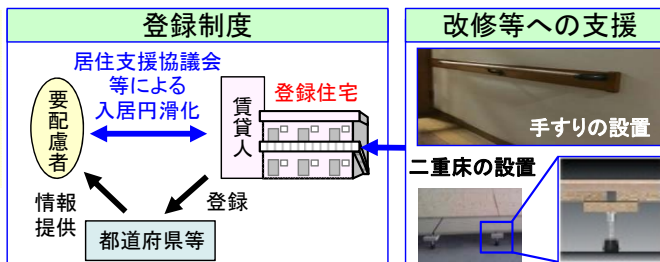 登録制度
居住支援協議会
等による
入居円滑化
要配慮者
賃貸人
登録住宅
情報
提供
登録
都道府県等
改修等への支援
手すりの設置
二重床の設置